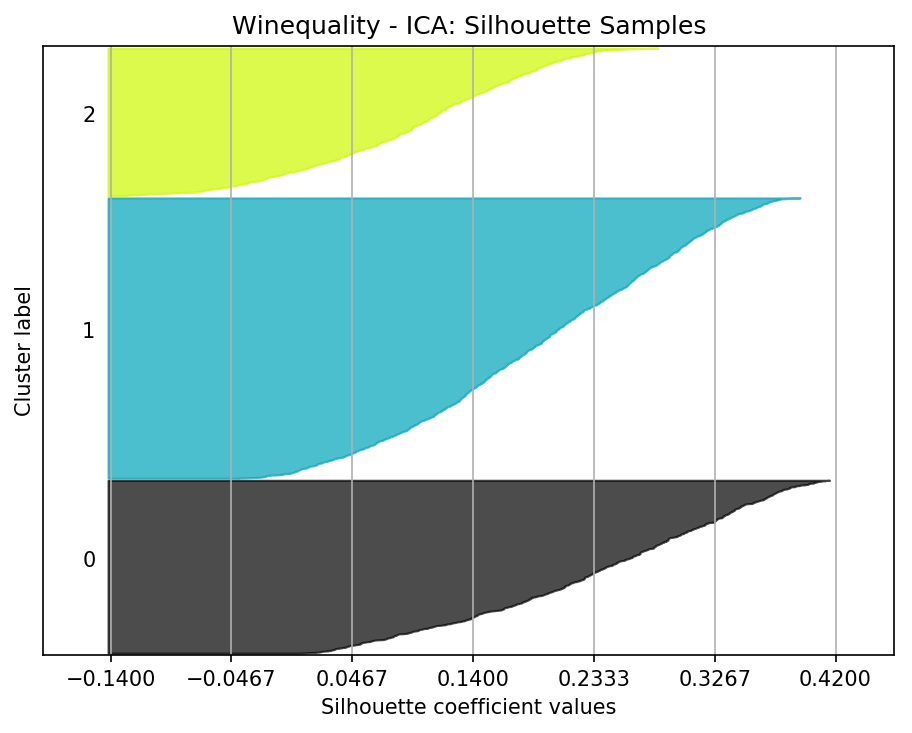 Winequality - ICA: Silhouette Samples
2
1
0
Cluster label
−0.1400 −0.0467 0.0467 0.1400 0.2333 0.3267 0.4200
Silhouette coefficient values